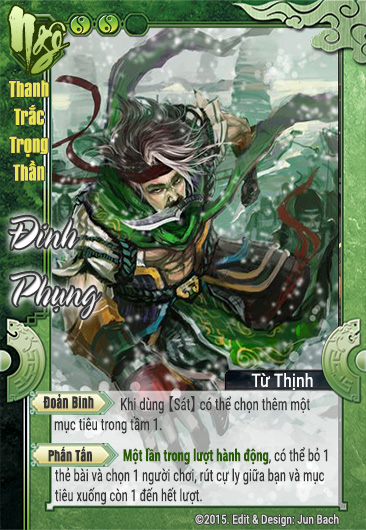 Ngô
Thanh
Trắc
Trọng
Thần
Đinh
Phụng
Từ Thịnh
Đoản Binh Khi dùng【Sát】có thể chọn thêm một
mục tiêu trong tầm 1.
Phấn Tấn Một lần trong lượt hành động, có thể bỏ 1
thẻ bài và chọn 1 người chơi, rút cự ly giữa bạn và mục
tiêu xuống còn 1 đến hết lượt.
©2015. Edit & Design: Jun Bach